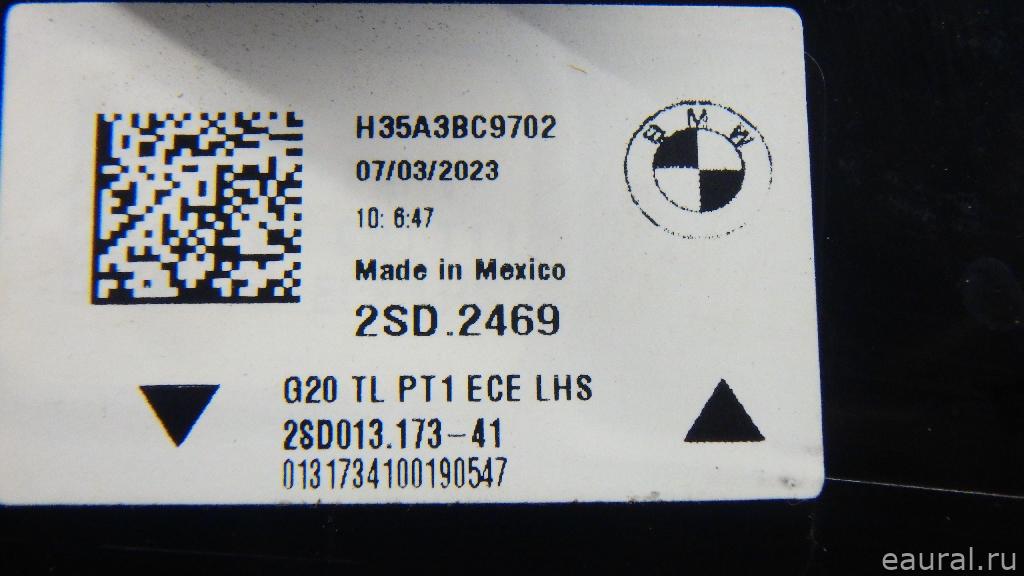 H35A3BC9702
BMW
07/03/2023
10: 6:47
Made in Mexico
2SD.2469
G20 TL PT1 ECE LHS
2SD013.173-41
0131734100190547
eaural.ru